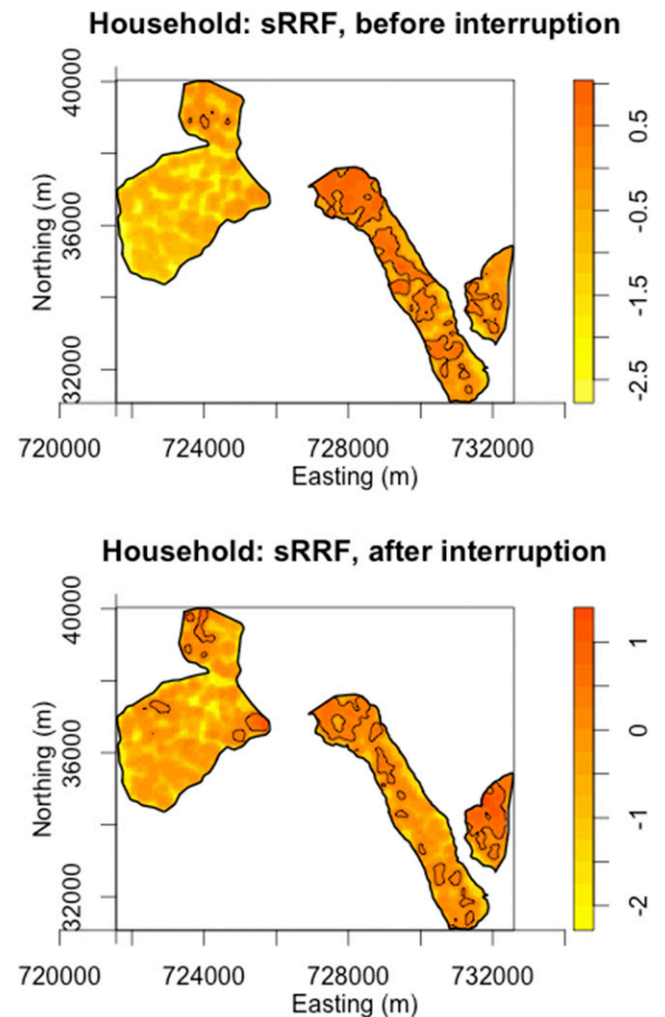 Household: sRRF, before interruption
40000
36000
32000
Northing (m)
720000 724000 728000 732000
Easting (m)
0.5
-0.5
-1.5
-2.5
Household: sRRF, after interruption
40000
36000
32000
Northing (m)
720000 724000 728000 732000
Easting (m)
1
0
-1
-2